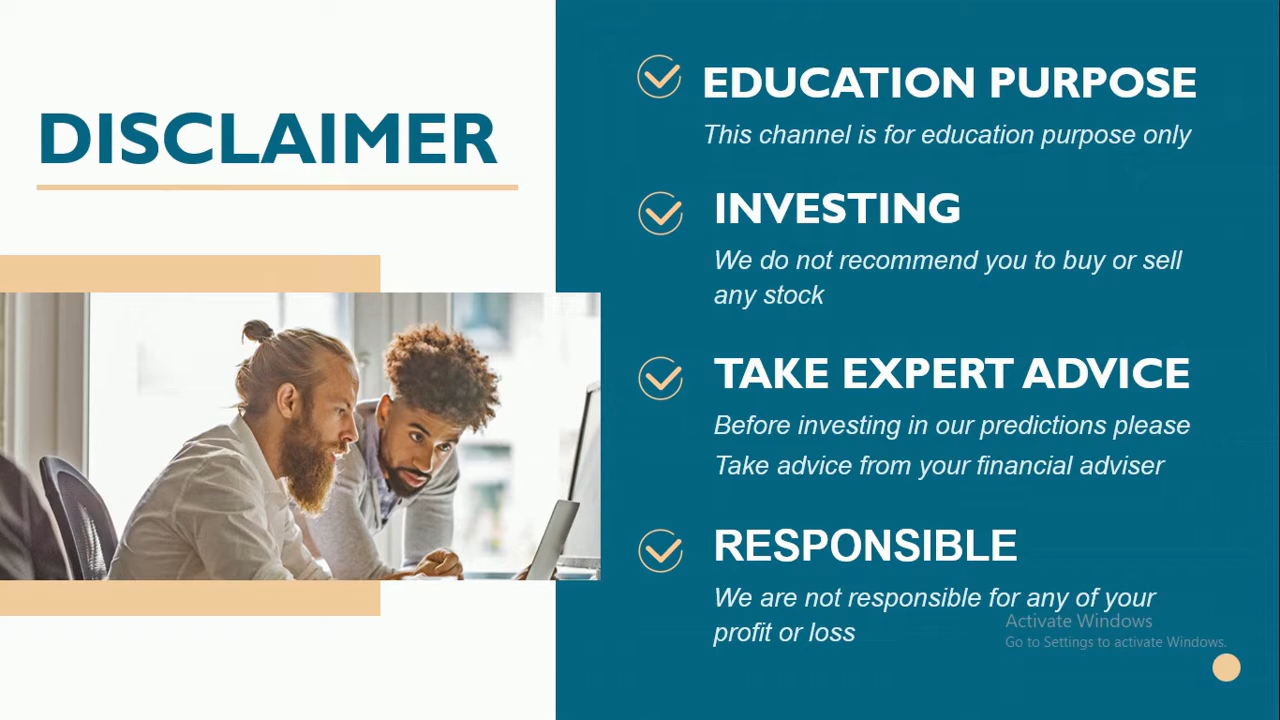 DISCLAIMER
EDUCATION PURPOSE
This channel is for education purpose only
INVESTING
We do not recommend you to buy or sell
any stock
TAKE EXPERT ADVICE
Before investing in our predictions please
Take advice from your financial adviser
RESPONSIBLE
We are not responsible for any of your
profit or loss
Activate Windows
Go to Settings to activate Windows.